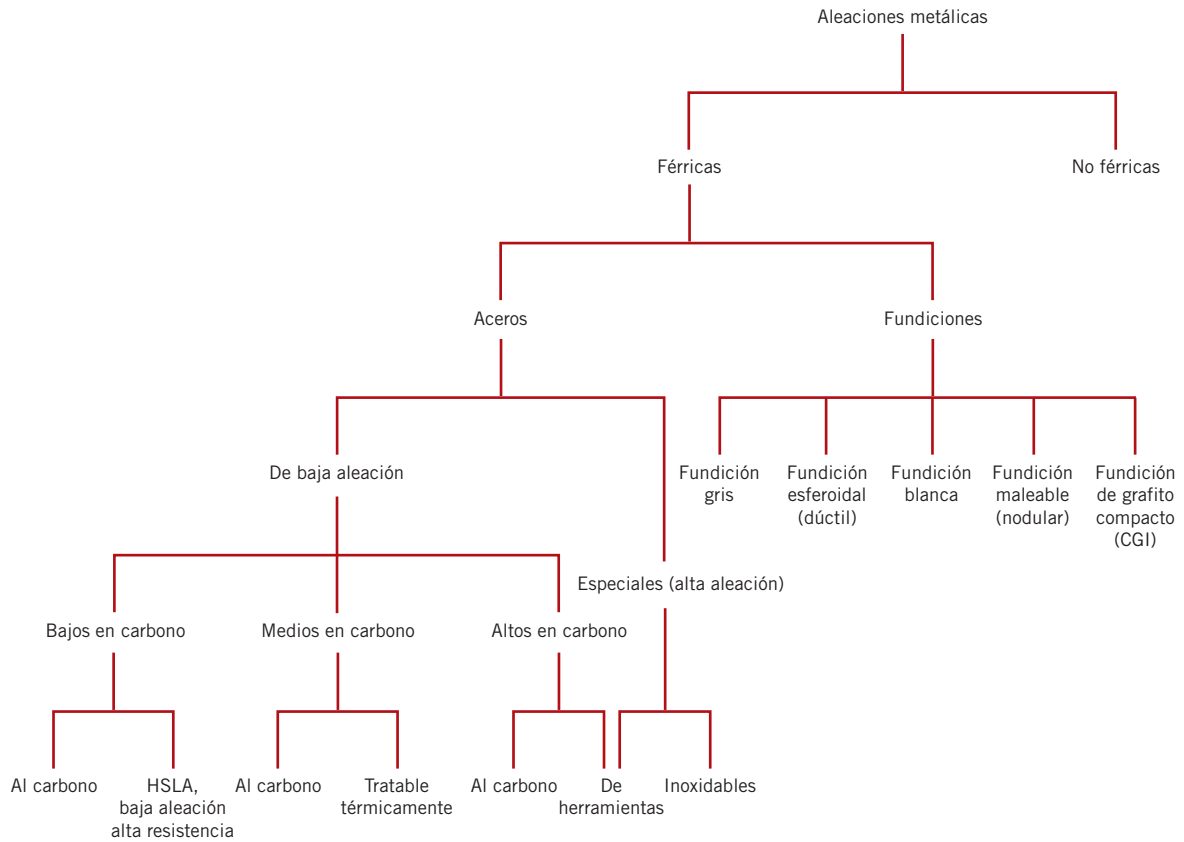 Aleaciones metálicas
Férricas
No férricas
Aceros
Fundiciones
De baja aleación
Fundición
gris
Fundición
esferoidal
(dúctil)
Fundición
blanca
Fundición
maleable
(nodular)
Fundición
de grafito
compacto
(CGI)
Especiales (alta aleación)
Bajos en carbono
Medios en carbono
Altos en carbono
Al carbono
HSLA,
baja aleación
alta resistencia
Al carbono
Tratable
térmicamente
Al carbono
De
herramientas
Inoxidables